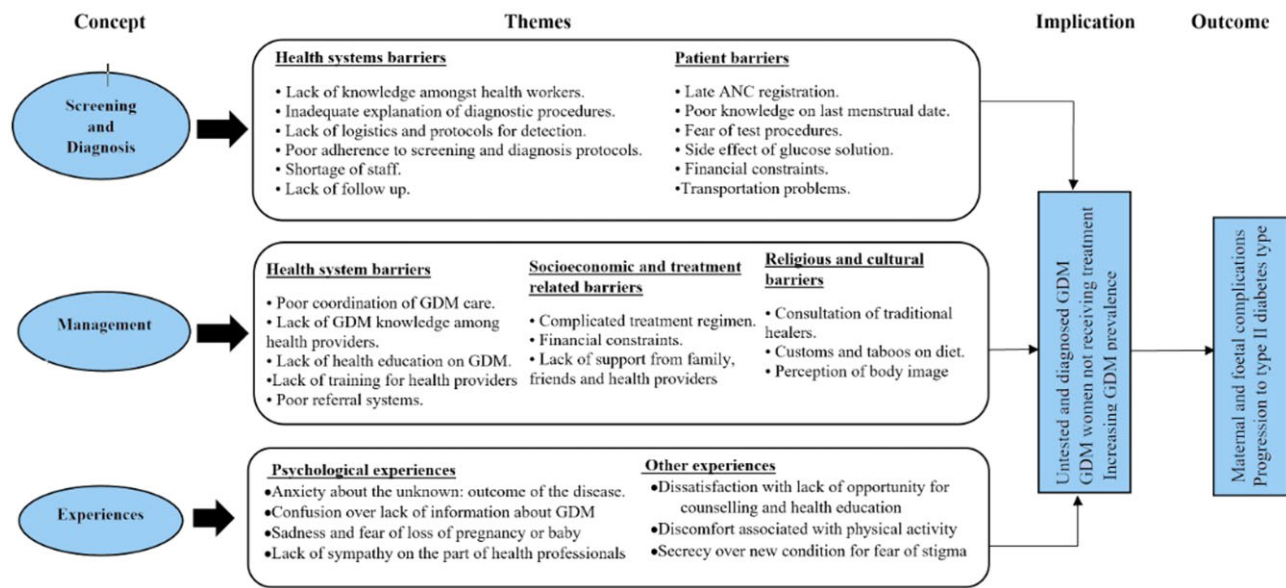 Concept
Themes
Implication
Outcome
Screening
and
Diagnosis
Health systems barriers
• Lack of knowledge amongst health workers.
• Inadequate explanation of diagnostic procedures.
• Lack of logistics and protocols for detection.
• Poor adherence to screening and diagnosis protocols.
• Shortage of staff.
• Lack of follow up.
Patient barriers
• Late ANC registration.
• Poor knowledge on last menstrual date.
• Fear of test procedures.
• Side effect of glucose solution.
• Financial constraints.
•Transportation problems.
Management
Health system barriers
• Poor coordination of GDM care.
• Lack of GDM knowledge among
health providers.
• Lack of health education on GDM.
•Lack of training for health providers
• Poor referral systems.
Socioeconomic and treatment
related barriers
• Complicated treatment regimen.
• Financial constraints.
• Lack of support from family,
friends and health providers
Religious and cultural
barriers
• Consultation of traditional
healers.
• Customs and taboos on diet.
• Perception of body image
Experiences
Psychological experiences
•Anxiety about the unknown: outcome of the disease.
•Confusion over lack of information about GDM
•Sadness and fear of loss of pregnancy or baby
•Lack of sympathy on the part of health professionals
Other experiences
•Dissatisfaction with lack of opportunity for
counselling and health education
•Discomfort associated with physical activity
•Secrecy over new condition for fear of stigma
Untested and diagnosed GDM
GDM women not receiving treatment
Increasing GDM prevalence
Maternal and foetal complications
Progression to type II diabetes type